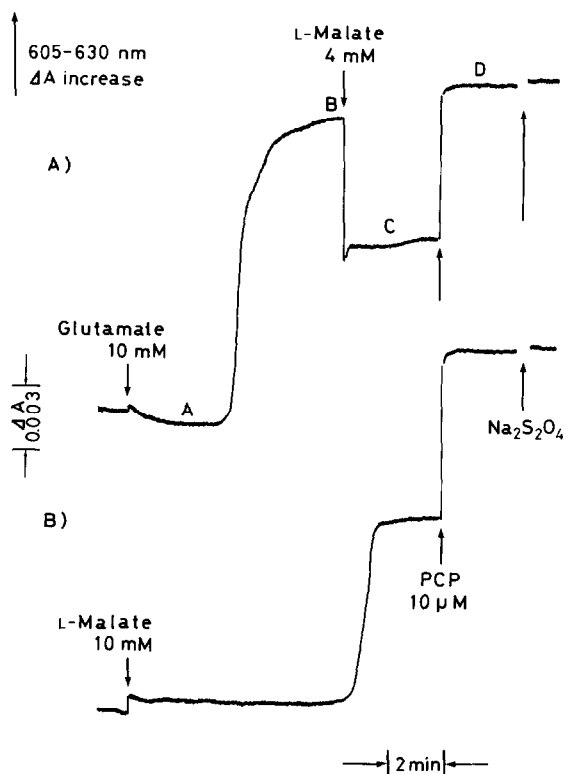 605-630 nm
ΔA increase
L-Malate
4 mM
D
B
A)
C
Glutamate
10 mM
A
ΔA
0.003
Na₂S₂O₄
B)
PCP
10 μM
L-Malate
10 mM
2 min